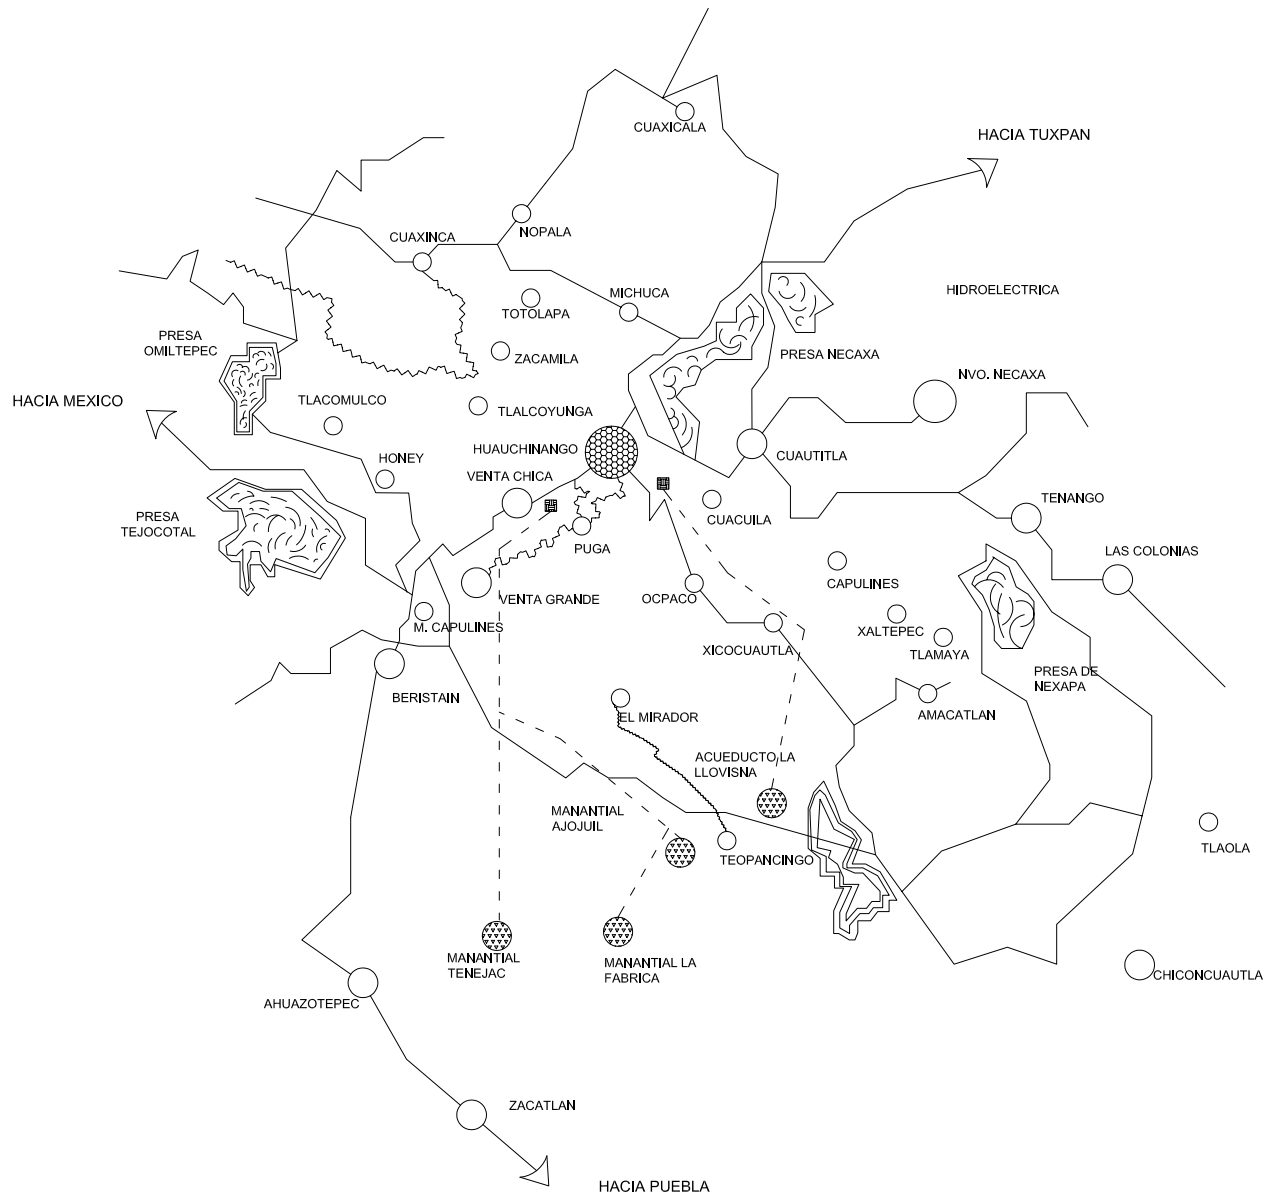 CUAXICALA
HACIA TUXPAN
NOPALA
CUAXINCA
HIDROELECTRICA
MICHUCA
TOTOLAPA
PRESA
OMILTEPEC
ZACAMILA
PRESA NECAXA
NVO. NECAXA
HACIA MEXICO
TLACOMULCO
TLALCOYUNGA
HUAUCHINANGO
CUAUTITLA
HONEY
VENTA CHICA
TENANGO
PRESA
TEJOCOTAL
CUACUILA
PUGA
LAS COLONIAS
CAPULINES
VENTA GRANDE
OCPACO
M. CAPULINES
XALTEPEC
XICOCUAUTLA
TLAMAYA
PRESA DE
NEXAPA
BERISTAIN
EL MIRADOR
AMACATLAN
ACUEDUCTO LA
LLOVISNA
MANANTIAL
AJOJUIL
TEOPANCINGO
TLAOLA
MANANTIAL
TENEJAC
MANANTIAL LA
FABRICA
CHICONCUAUTLA
AHUAZOTEPEC
ZACATLAN
HACIA PUEBLA